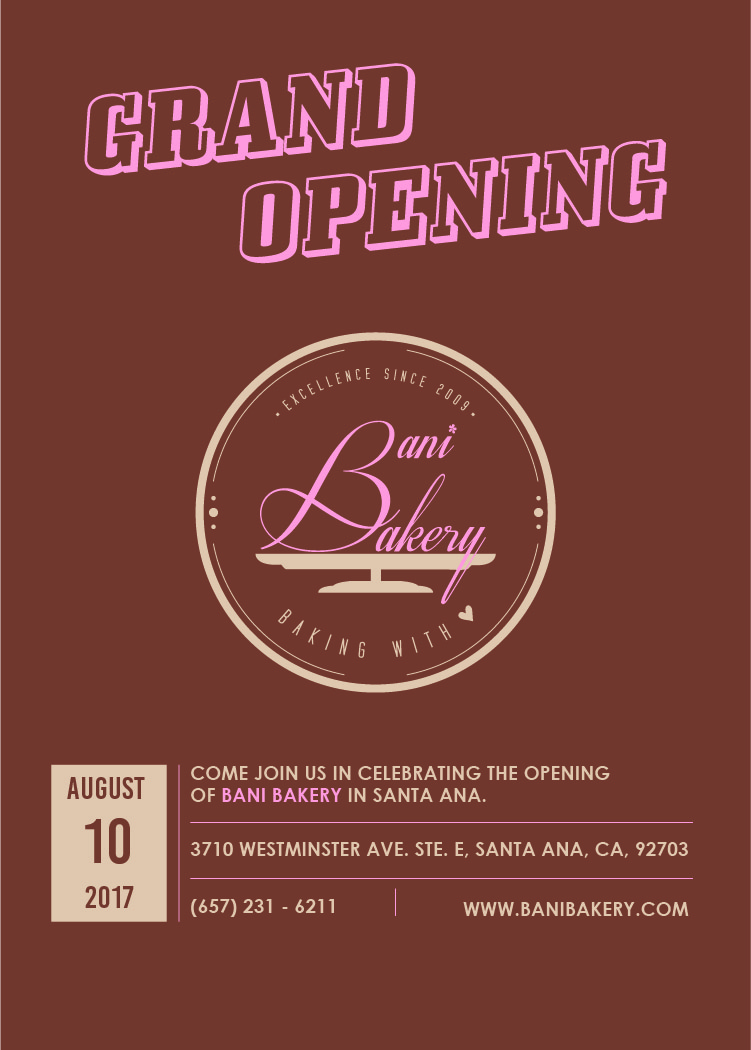 GRAND
OPENING
• EXCELLENCE SINCE 2009 •
Bani
Bakery
BAKING WITH ♥
AUGUST
10
2017
COME JOIN US IN CELEBRATING THE OPENING
OF BANI BAKERY IN SANTA ANA.
3710 WESTMINSTER AVE. STE. E, SANTA ANA, CA, 92703
(657) 231 - 6211
WWW.BANIBAKERY.COM